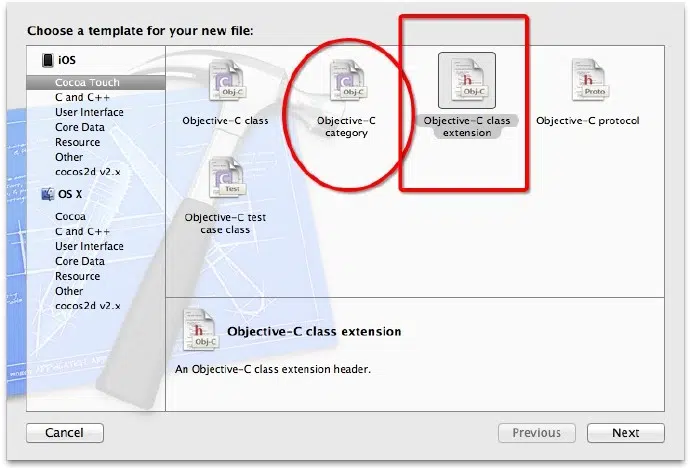 Choose a template for your new file:
iOS
Cocoa Touch
C and C++
User Interface
Core Data
Resource
Other
cocos2d v2.x
OS X
Cocoa
C and C++
User Interface
Core Data
Resource
Other
cocos2d v2.x
C
Obj-C
Objective-C class
C
Obj-C
Objective-C
category
h
Obj-C
Objective-C class
extension
h
Proto
Objective-C protocol
C
Test
Objective-C test
case class
h
Obj-C
Objective-C class extension
An Objective-C class extension header.
Cancel
Previous
Next